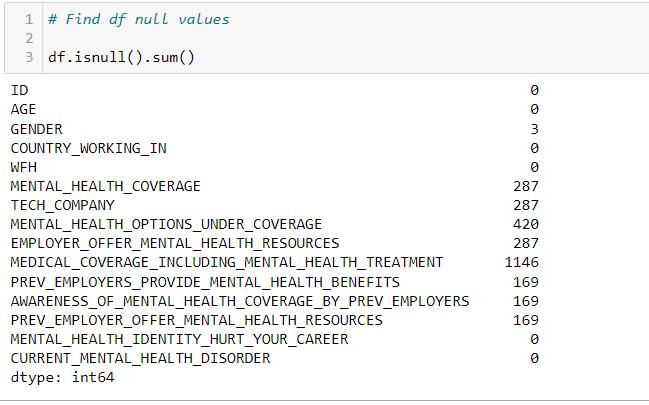 1 # Find df null values
2
3 df.isnull().sum()
ID 0
AGE 0
GENDER 3
COUNTRY_WORKING_IN 0
WFH 0
MENTAL_HEALTH_COVERAGE 287
TECH_COMPANY 287
MENTAL_HEALTH_OPTIONS_UNDER_COVERAGE 420
EMPLOYER_OFFER_MENTAL_HEALTH_RESOURCES 287
MEDICAL_COVERAGE_INCLUDING_MENTAL_HEALTH_TREATMENT 1146
PREV_EMPLOYERS_PROVIDE_MENTAL_HEALTH_BENEFITS 169
AWARENESS_OF_MENTAL_HEALTH_COVERAGE_BY_PREV_EMPLOYERS 169
PREV_EMPLOYER_OFFER_MENTAL_HEALTH_RESOURCES 169
MENTAL_HEALTH_IDENTITY_HURT_YOUR_CAREER 0
CURRENT_MENTAL_HEALTH_DISORDER 0
dtype: int64